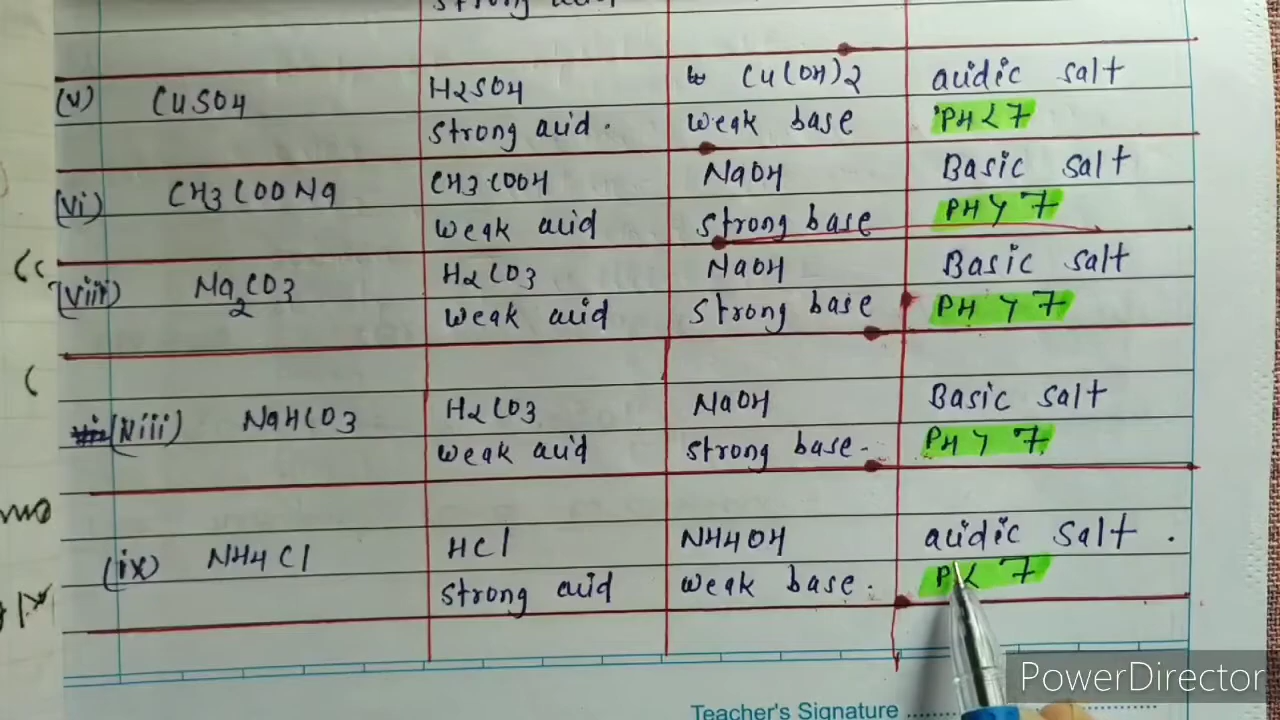 (v) CuSO4 H2SO4 Cu(OH)2 acidic salt
strong acid. weak base PH<7
(vi) CH3COONa CH3COOH NaOH Basic salt
weak acid strong base PH > 7
(viii) Na2CO3 H2CO3 NaOH Basic salt
weak acid strong base PH > 7
(viii) NaHCO3 H2CO3 NaOH Basic salt
weak acid strong base. PH > 7
(ix) NH4Cl HCl NH4OH acidic salt.
strong acid weak base. P< 7
PowerDirector
Teacher's Signature